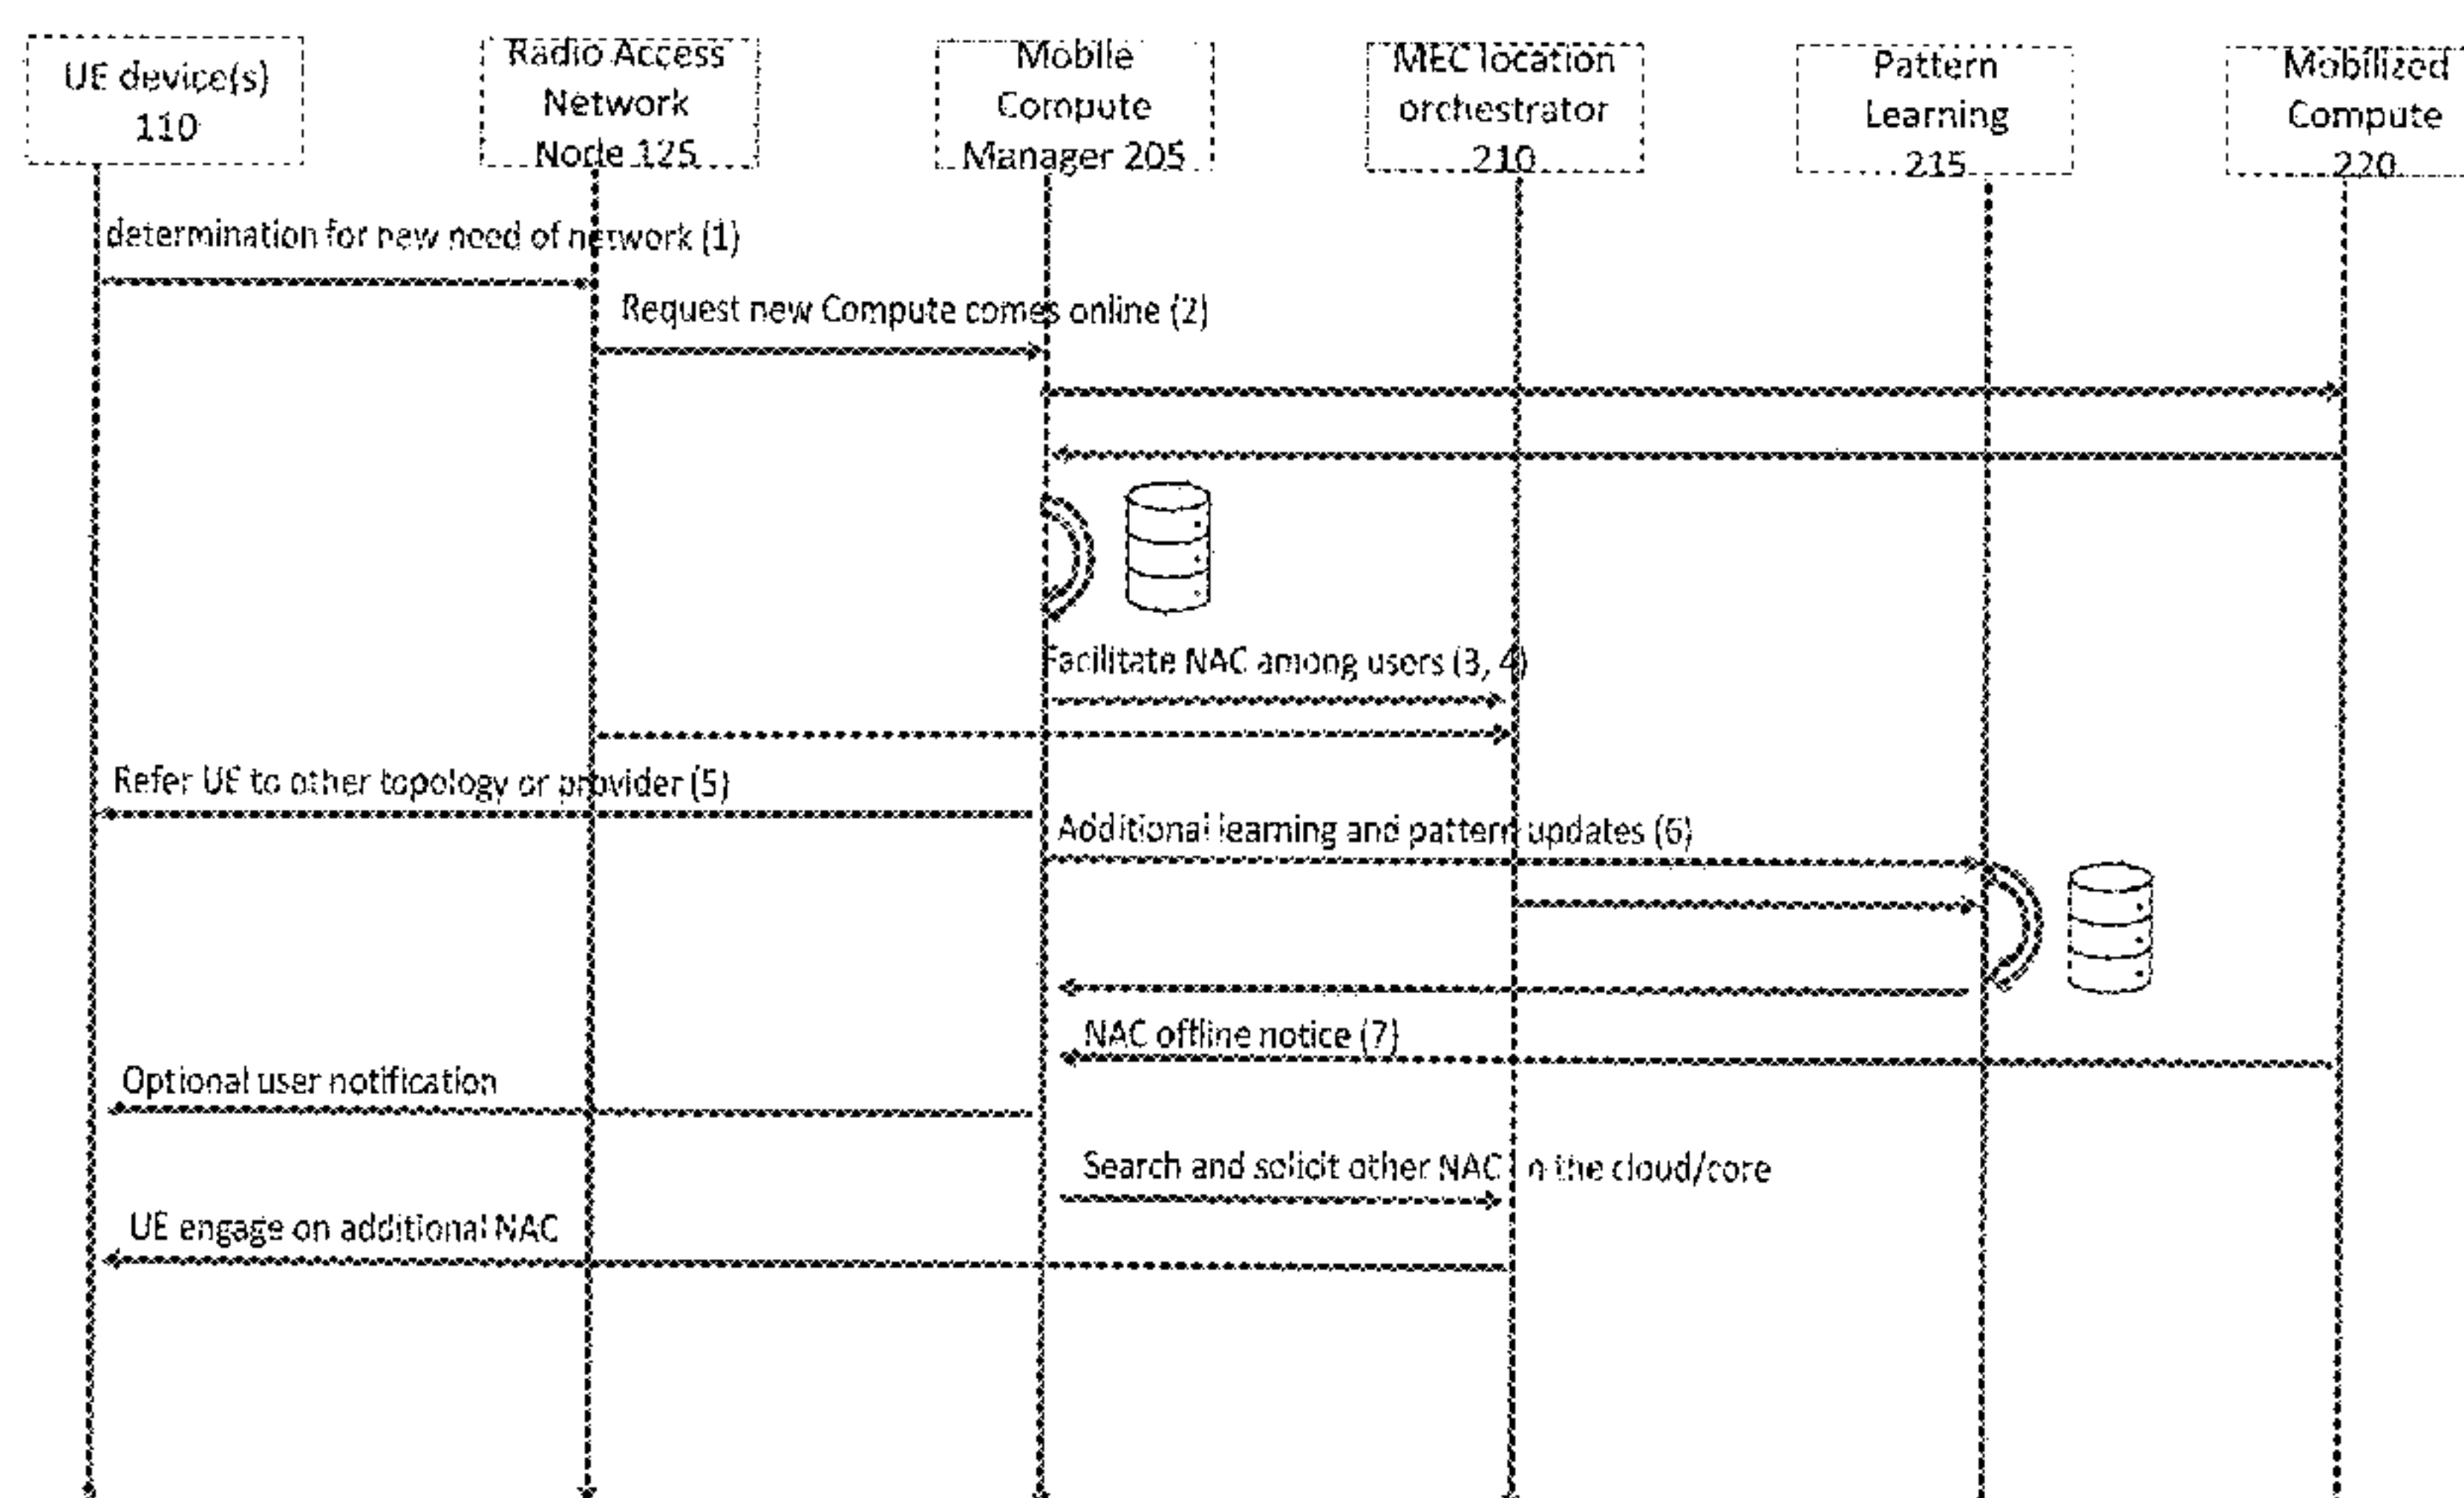 UE device(s)
110
Radio Access
Network
Node 125
Mobile
Compute
Manager 205
MEC location
orchestrator
210
Pattern
Learning
215
Mobilized
Compute
220
determination for new need of network (1)
Request new Compute comes online (2)
Facilitate NAC among users (3, 4)
Refer UE to other topology or provider (5)
Additional learning and pattern updates (6)
NAC offline notice (7)
Optional user notification
Search and solicit other NAC in the cloud/core
UE engage on additional NAC